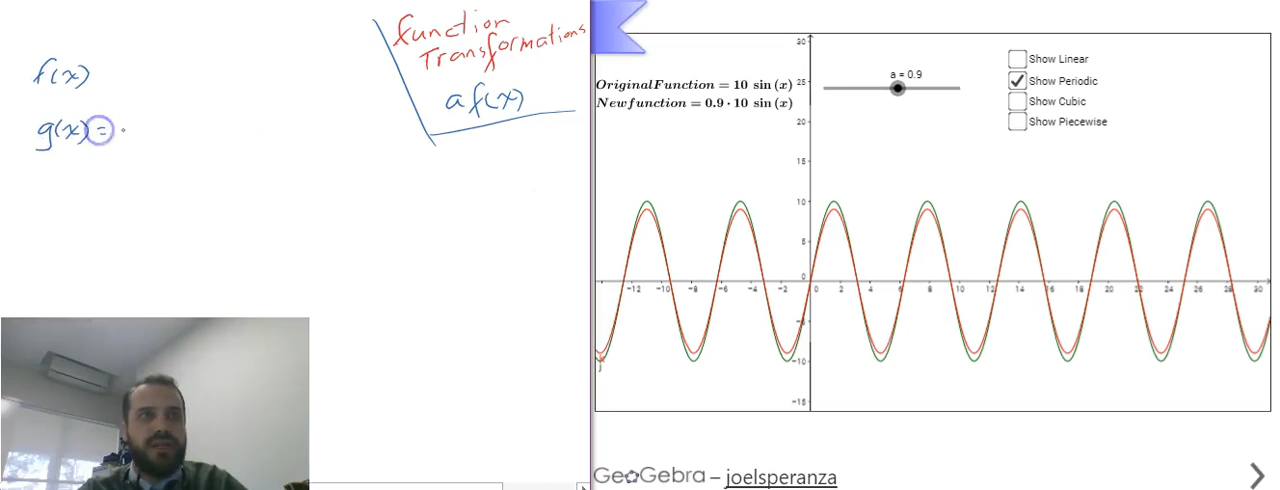 f(x)
g(x)=
function
Transformations
a f(x)
OriginalFunction = 10 sin (x)
Newfunction = 0.9 · 10 sin (x)
a = 0.9
Show Linear
Show Periodic
Show Cubic
Show Piecewise
30
25
20
15
10
5
0
−5
−10
−15
−12 −10 −8 −6 −4 −2 0 2 4 6 8 10 12 14 16 18 20 22 24 26 28 30
f
GeoGebra – joelsperanza